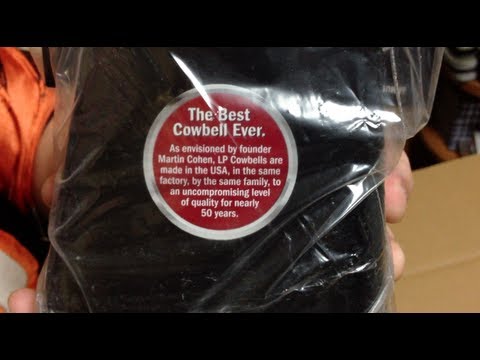 The Best
Cowbell Ever.
As envisioned by founder
Martin Cohen, LP Cowbells are
made in the USA, in the same
factory, by the same family, to
an uncompromising level
of quality for nearly
50 years.